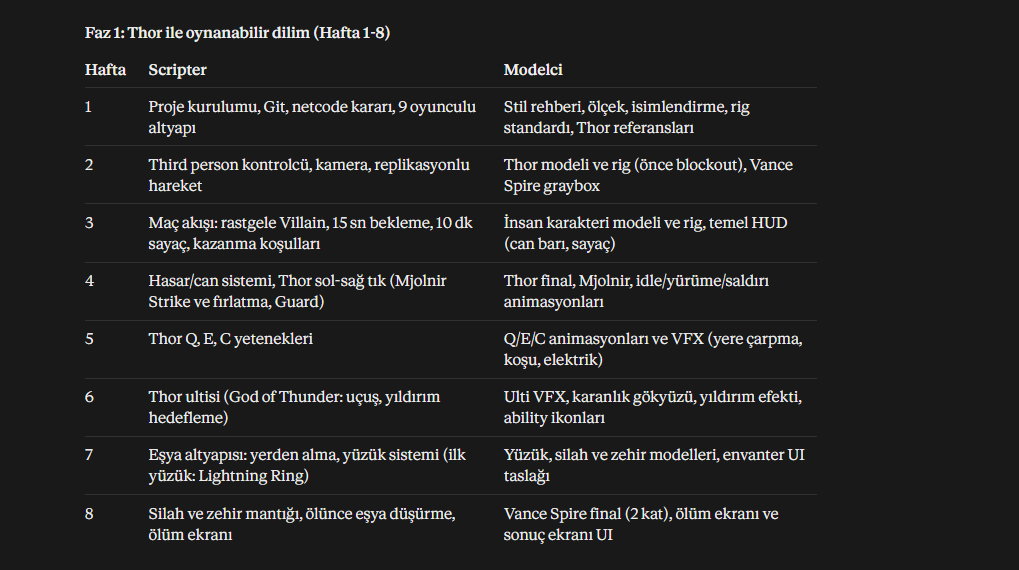 Faz 1: Thor ile oynanabilir dilim (Hafta 1-8)
Hafta Scripter Modelci
1 Proje kurulumu, Git, netcode kararı, 9 oyunculu Stil rehberi, ölçek, isimlendirme, rig
altyapı standardı, Thor referansları
2 Third person kontrolcü, kamera, replikasyonlu Thor modeli ve rig (önce blockout), Vance
hareket Spire graybox
3 Maç akışı: rastgele Villain, 15 sn bekleme, 10 dk İnsan karakteri modeli ve rig, temel HUD
sayaç, kazanma koşulları (can barı, sayaç)
4 Hasar/can sistemi, Thor sol-sağ tık (Mjolnir Thor final, Mjolnir, idle/yürüme/saldırı
Strike ve fırlatma, Guard) animasyonları
5 Thor Q, E, C yetenekleri Q/E/C animasyonları ve VFX (yere çarpma,
koşu, elektrik)
6 Thor ultisi (God of Thunder: uçuş, yıldırım Ulti VFX, karanlık gökyüzü, yıldırım efekti,
hedefleme) ability ikonları
7 Eşya altyapısı: yerden alma, yüzük sistemi (ilk Yüzük, silah ve zehir modelleri, envanter UI
yüzük: Lightning Ring) taslağı
8 Silah ve zehir mantığı, ölünce eşya düşürme, Vance Spire final (2 kat), ölüm ekranı ve
ölüm ekranı sonuç ekranı UI